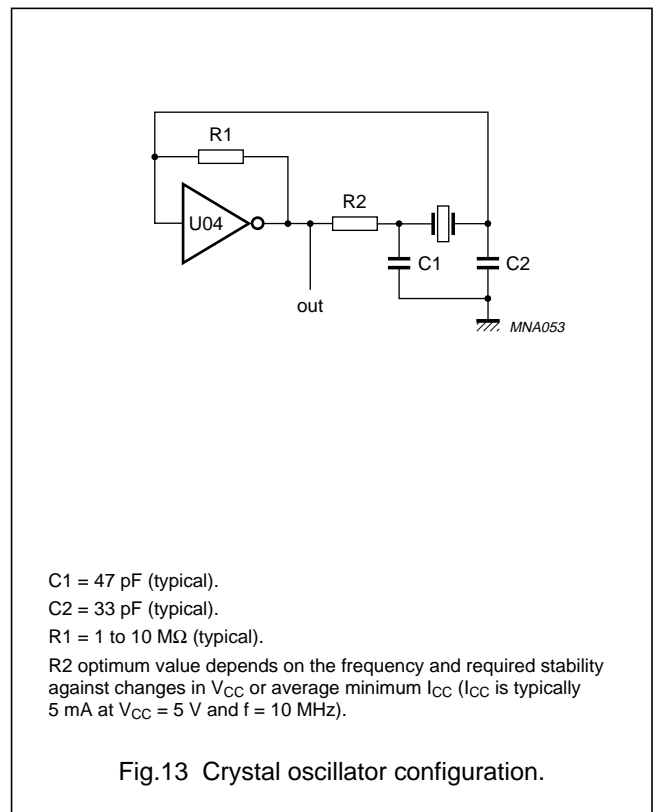 R1
R2
U04
C1
C2
out
MNA053
C1 = 47 pF (typical).
C2 = 33 pF (typical).
R1 = 1 to 10 MΩ (typical).
R2 optimum value depends on the frequency and required stability
against changes in VCC or average minimum ICC (ICC is typically
5 mA at VCC = 5 V and f = 10 MHz).
Fig.13 Crystal oscillator configuration.